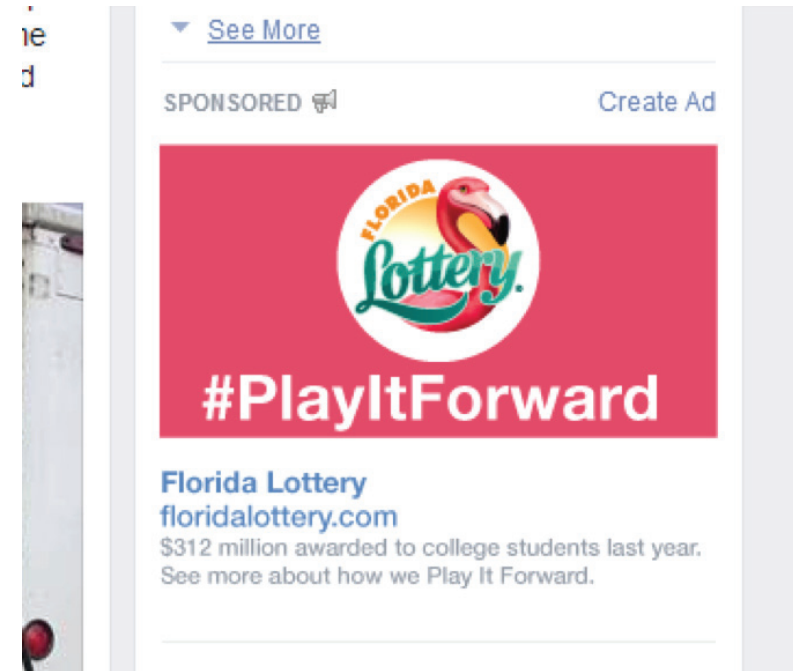 See More
SPONSORED
Create Ad
FLORIDA
Lottery.
#PlayItForward
Florida Lottery
floridalottery.com
$312 million awarded to college students last year.
See more about how we Play It Forward.